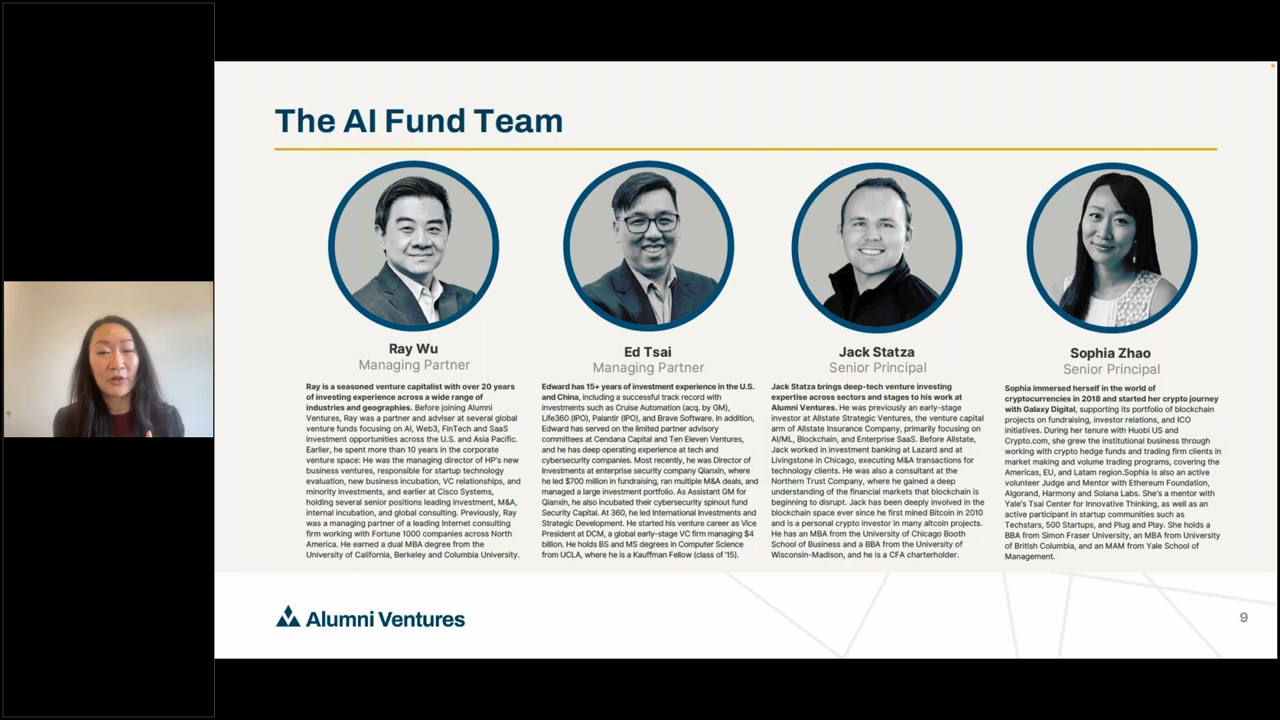 The AI Fund Team
Ray Wu
Managing Partner
Ray is a seasoned venture capitalist with over 20 years
of investing experience across a wide range of
industries and geographies. Before joining Alumni
Ventures, Ray was a partner and adviser at several global
venture funds focusing on AI, Web3, FinTech and SaaS
investment opportunities across the U.S. and Asia Pacific.
Earlier, he spent more than 10 years in the corporate
venture space: He was the managing director of HP's new
business ventures, responsible for startup technology
evaluation, new business incubation, VC relationships, and
minority investments, and earlier at Cisco Systems,
holding several senior positions leading investment, M&A,
internal incubation, and global consulting. Previously, Ray
was a managing partner of a leading Internet consulting
firm working with Fortune 1000 companies across North
America. He earned a dual MBA degree from the
University of California, Berkeley and Columbia University.
Ed Tsai
Managing Partner
Edward has 15+ years of investment experience in the U.S.
and China, including a successful track record with
investments such as Cruise Automation (acq. by GM),
Life360 (IPO), Palantir (IPO), and Brave Software. In addition,
Edward has served on the limited partner advisory
committees at Cendana Capital and Ten Eleven Ventures,
and he has deep operating experience at tech and
cybersecurity companies. Most recently, he was Director of
Investments at enterprise security company Qianxin, where
he led $700 million in fundraising, ran multiple M&A deals, and
managed a large investment portfolio. As Assistant GM for
Qianxin, he also incubated their cybersecurity spinout fund
Security Capital. At 360, he led International Investments and
Strategic Development. He started his venture career as Vice
President at DCM, a global early-stage VC firm managing $4
billion. He holds BS and MS degrees in Computer Science
from UCLA, where he is a Kauffman Fellow (class of '15).
Jack Statza
Senior Principal
Jack Statza brings deep-tech venture investing
expertise across sectors and stages to his work at
Alumni Ventures. He was previously an early-stage
investor at Allstate Strategic Ventures, the venture capital
arm of Allstate Insurance Company, primarily focusing on
AI/ML, Blockchain, and Enterprise SaaS. Before Allstate,
Jack worked in investment banking at Lazard and at
Livingstone in Chicago, executing M&A transactions for
technology clients. He was also a consultant at the
Northern Trust Company, where he gained a deep
understanding of the financial markets that blockchain is
beginning to disrupt. Jack has been deeply involved in the
blockchain space ever since he first mined Bitcoin in 2010
and is a personal crypto investor in many altcoin projects.
He has an MBA from the University of Chicago Booth
School of Business and a BBA from the University of
Wisconsin-Madison, and he is a CFA charterholder.
Sophia Zhao
Senior Principal
Sophia immersed herself in the world of
cryptocurrencies in 2018 and started her crypto journey
with Galaxy Digital, supporting its portfolio of blockchain
projects on fundraising, investor relations, and ICO
initiatives. During her tenure with Huobi US and
Crypto.com, she grew the institutional business through
working with crypto hedge funds and trading firm clients in
market making and volume trading programs, covering the
Americas, EU, and Latam region.Sophia is also an active
volunteer Judge and Mentor with Ethereum Foundation,
Algorand, Harmony and Solana Labs. She's a mentor with
Yale's Tsai Center for Innovative Thinking, as well as an
active participant in startup communities such as
Techstars, 500 Startups, and Plug and Play. She holds a
BBA from Simon Fraser University, an MBA from University
of British Columbia, and an MAM from Yale School of
Management.
Alumni Ventures
9